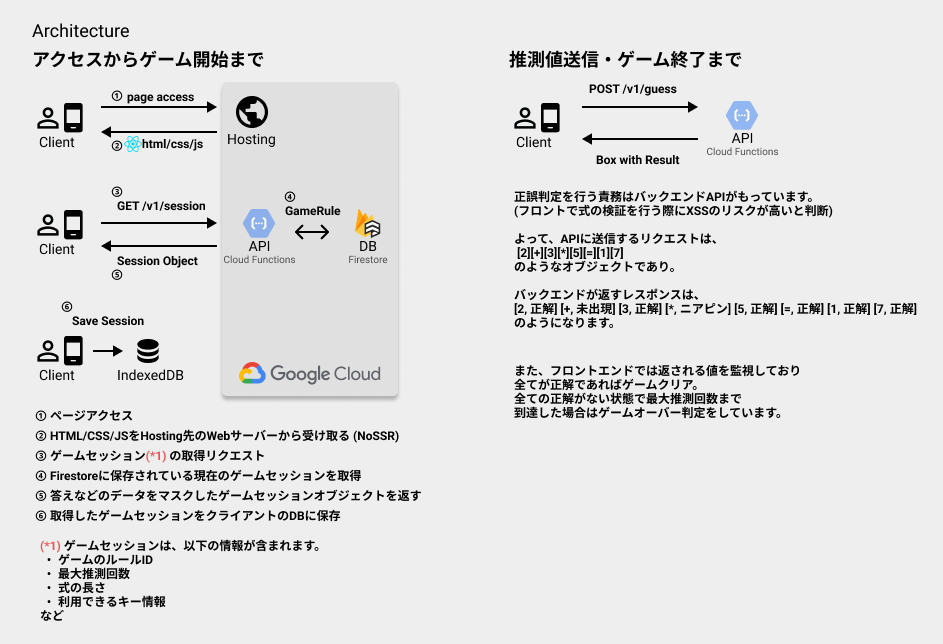 Architecture
アクセスからゲーム開始まで
① page access
Client
② html/css/js
Hosting
③
GET /v1/session
Client
Session Object
⑤
④
GameRule
API
Cloud Functions
DB
Firestore
⑥
Save Session
Client
IndexedDB
Google Cloud
① ページアクセス
② HTML/CSS/JSをHosting先のWebサーバーから受け取る (NoSSR)
③ ゲームセッション(*1) の取得リクエスト
④ Firestoreに保存されている現在のゲームセッションを取得
⑤ 答えなどのデータをマスクしたゲームセッションオブジェクトを返す
⑥ 取得したゲームセッションをクライアントのDBに保存
(*1) ゲームセッションは、以下の情報が含まれます。
・ ゲームのルールID
・ 最大推測回数
・ 式の長さ
・ 利用できるキー情報
など
推測値送信・ゲーム終了まで
POST /v1/guess
Client
Box with Result
API
Cloud Functions
正誤判定を行う責務はバックエンドAPIがもっています。
(フロントで式の検証を行う際にXSSのリスクが高いと判断)
よって、APIに送信するリクエストは、
[2][+][3][*][5][=][1][7]
のようなオブジェクトであり。
バックエンドが返すレスポンスは、
[2, 正解] [+, 未出現] [3, 正解] [*, ニアピン] [5, 正解] [=, 正解] [1, 正解] [7, 正解]
のようになります。
また、フロントエンドでは返される値を監視しており
全てが正解であればゲームクリア。
全ての正解がない状態で最大推測回数まで
到達した場合はゲームオーバー判定をしています。